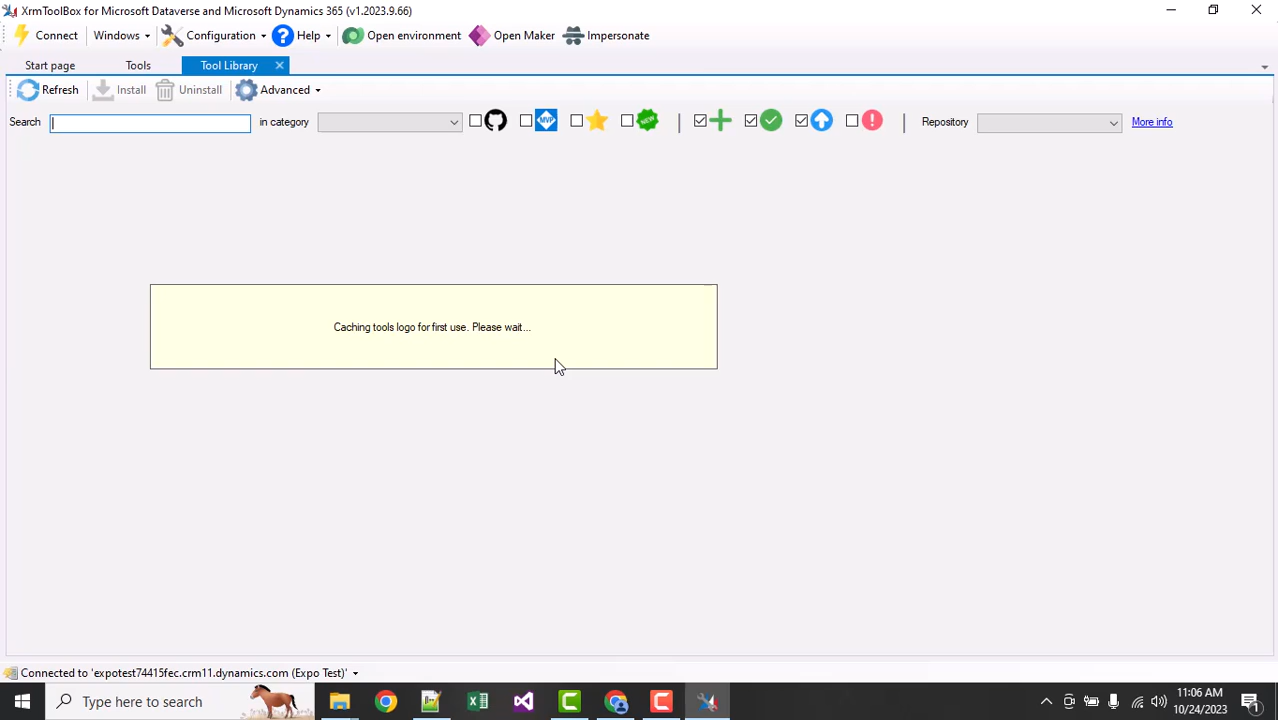 XrmToolBox for Microsoft Dataverse and Microsoft Dynamics 365 (v1.2023.9.66)
Connect Windows Configuration Help Open environment Open Maker Impersonate
Start page Tools Tool Library
Refresh Install Uninstall Advanced
Search in category MVP NEW Repository More info
Caching tools logo for first use. Please wait...
Connected to 'expotest74415fec.crm11.dynamics.com (Expo Test)'
Type here to search
11:06 AM
10/24/2023
1